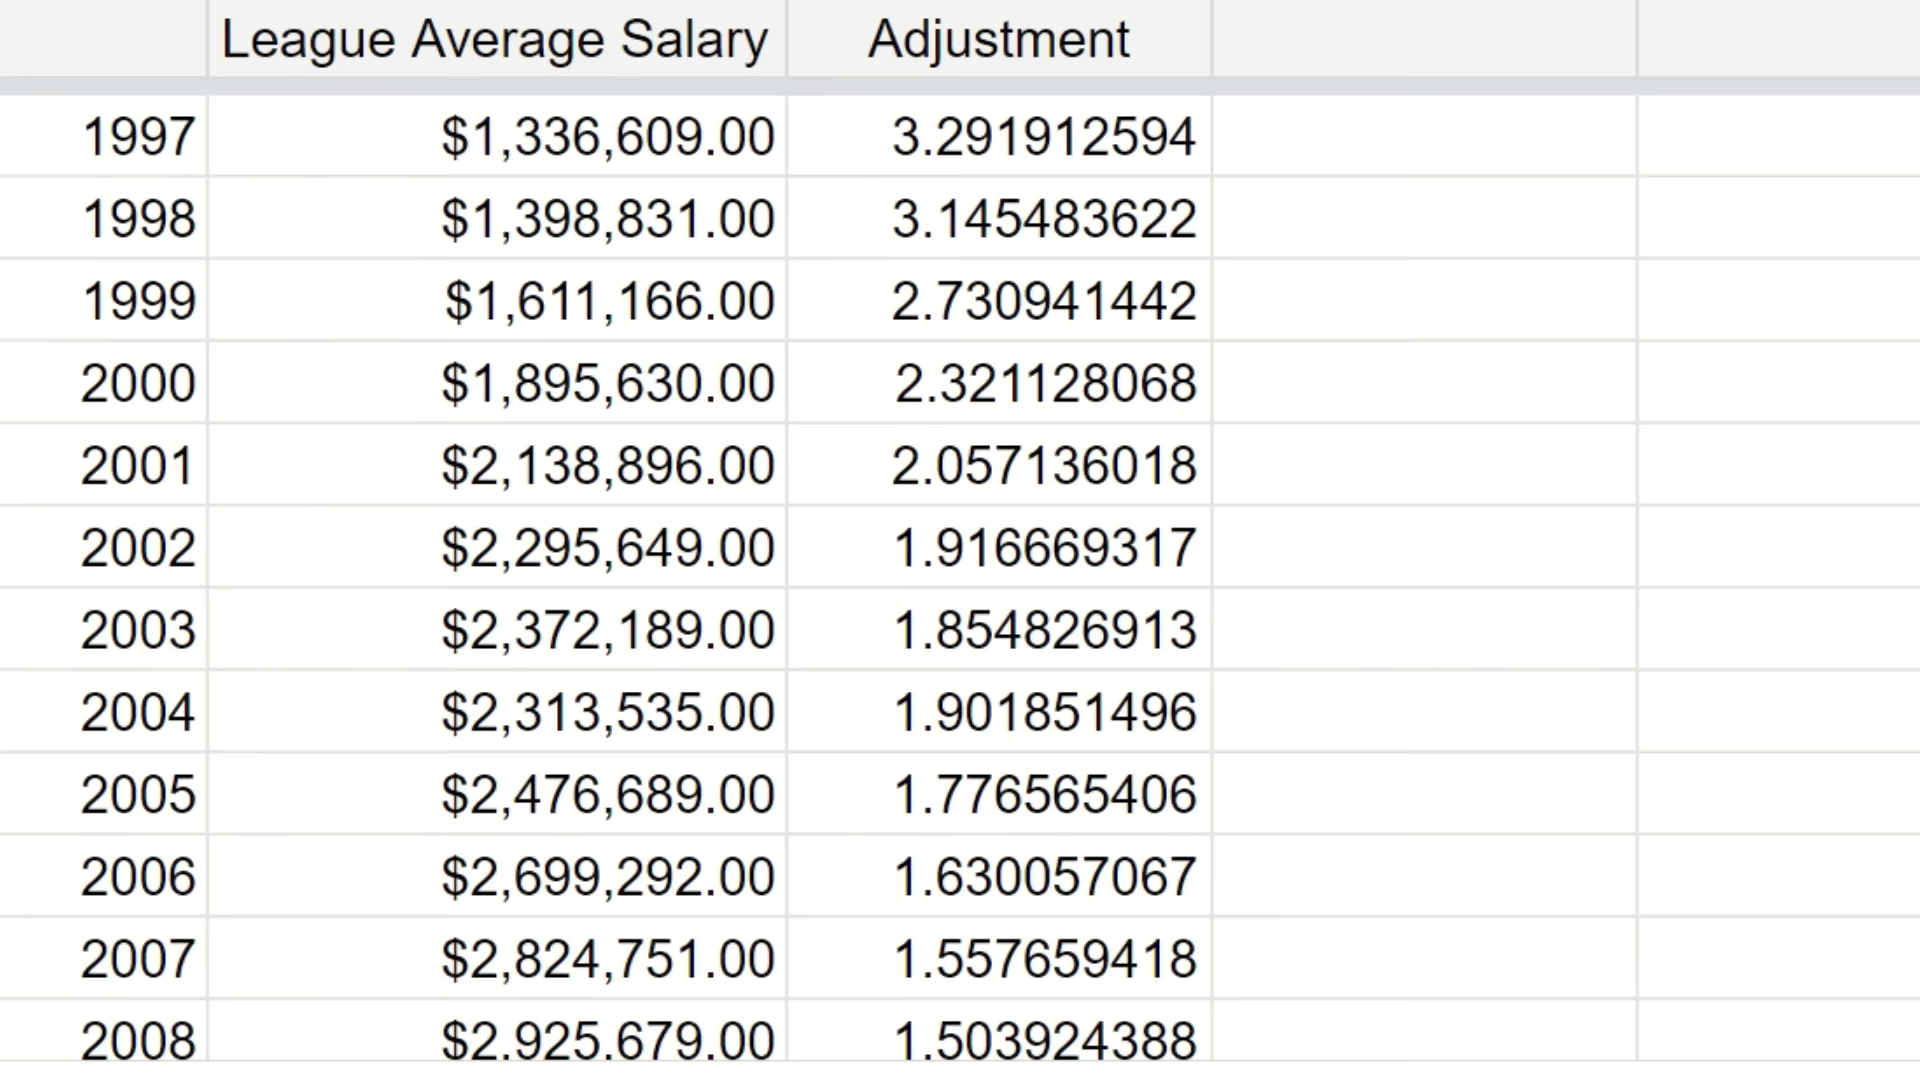 League Average Salary Adjustment
1997 $1,336,609.00 3.291912594
1998 $1,398,831.00 3.145483622
1999 $1,611,166.00 2.730941442
2000 $1,895,630.00 2.321128068
2001 $2,138,896.00 2.057136018
2002 $2,295,649.00 1.916669317
2003 $2,372,189.00 1.854826913
2004 $2,313,535.00 1.901851496
2005 $2,476,689.00 1.776565406
2006 $2,699,292.00 1.630057067
2007 $2,824,751.00 1.557659418
2008 $2,925,679.00 1.503924388